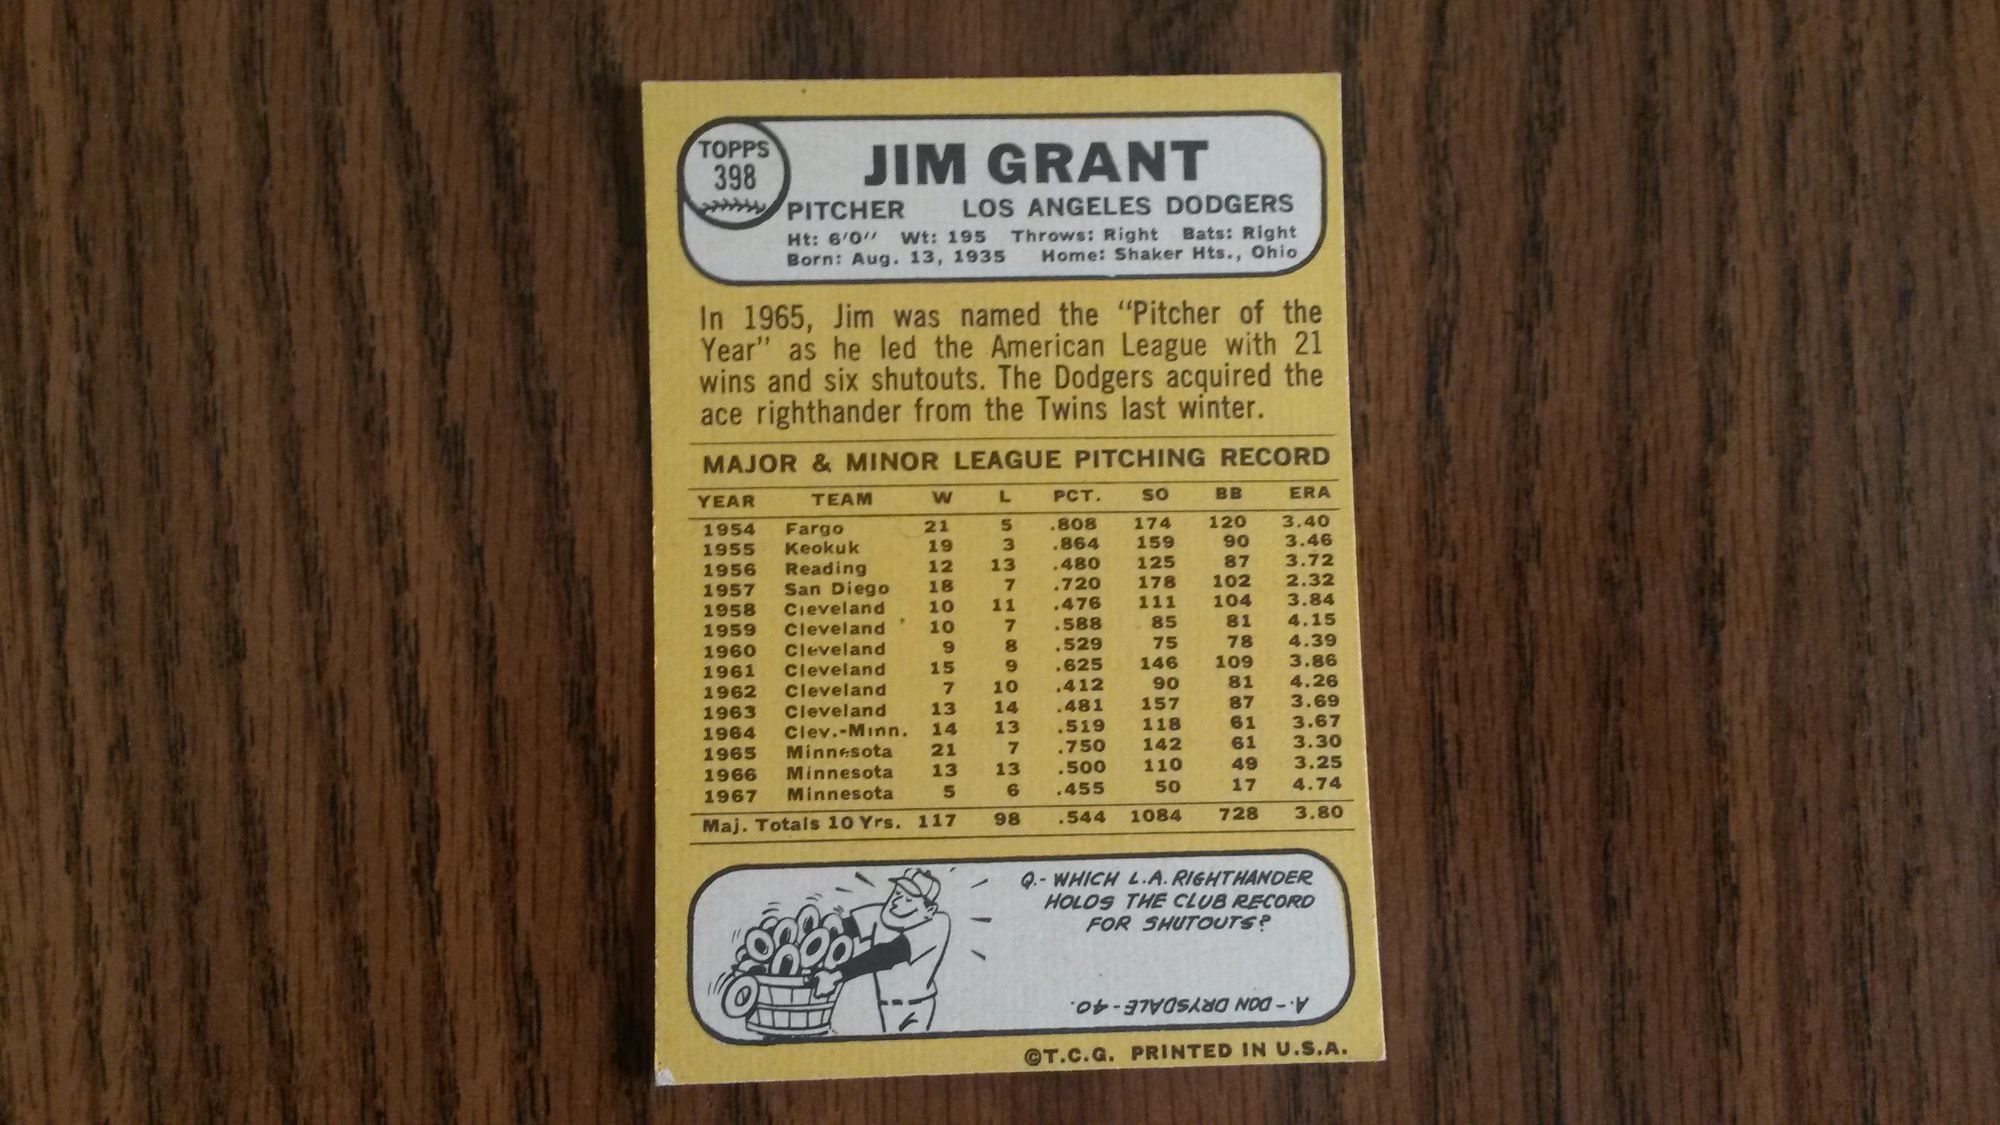 TOPPS
398
JIM GRANT
PITCHER LOS ANGELES DODGERS
Ht: 6'0" Wt: 195 Throws: Right Bats: Right
Born: Aug. 13, 1935 Home: Shaker Hts., Ohio
In 1965, Jim was named the "Pitcher of the
Year" as he led the American League with 21
wins and six shutouts. The Dodgers acquired the
ace righthander from the Twins last winter.
MAJOR & MINOR LEAGUE PITCHING RECORD
YEAR TEAM W L PCT. SO BB ERA
1954 Fargo 21 5 .808 174 120 3.40
1955 Keokuk 19 3 .864 159 90 3.46
1956 Reading 12 13 .480 125 87 3.72
1957 San Diego 18 7 .720 178 102 2.32
1958 Cleveland 10 11 .476 111 104 3.84
1959 Cleveland 10 7 .588 85 81 4.15
1960 Cleveland 9 8 .529 75 78 4.39
1961 Cleveland 15 9 .625 146 109 3.86
1962 Cleveland 7 10 .412 90 81 4.26
1963 Cleveland 13 14 .481 157 87 3.69
1964 Clev.-Minn. 14 13 .519 118 61 3.67
1965 Minnesota 21 7 .750 142 61 3.30
1966 Minnesota 13 13 .500 110 49 3.25
1967 Minnesota 5 6 .455 50 17 4.74
Maj. Totals 10 Yrs. 117 98 .544 1084 728 3.80
Q.- WHICH L.A. RIGHTHANDER
HOLDS THE CLUB RECORD
FOR SHUTOUTS?
A.- DON DRYSDALE - 40.
©T.C.G. PRINTED IN U.S.A.